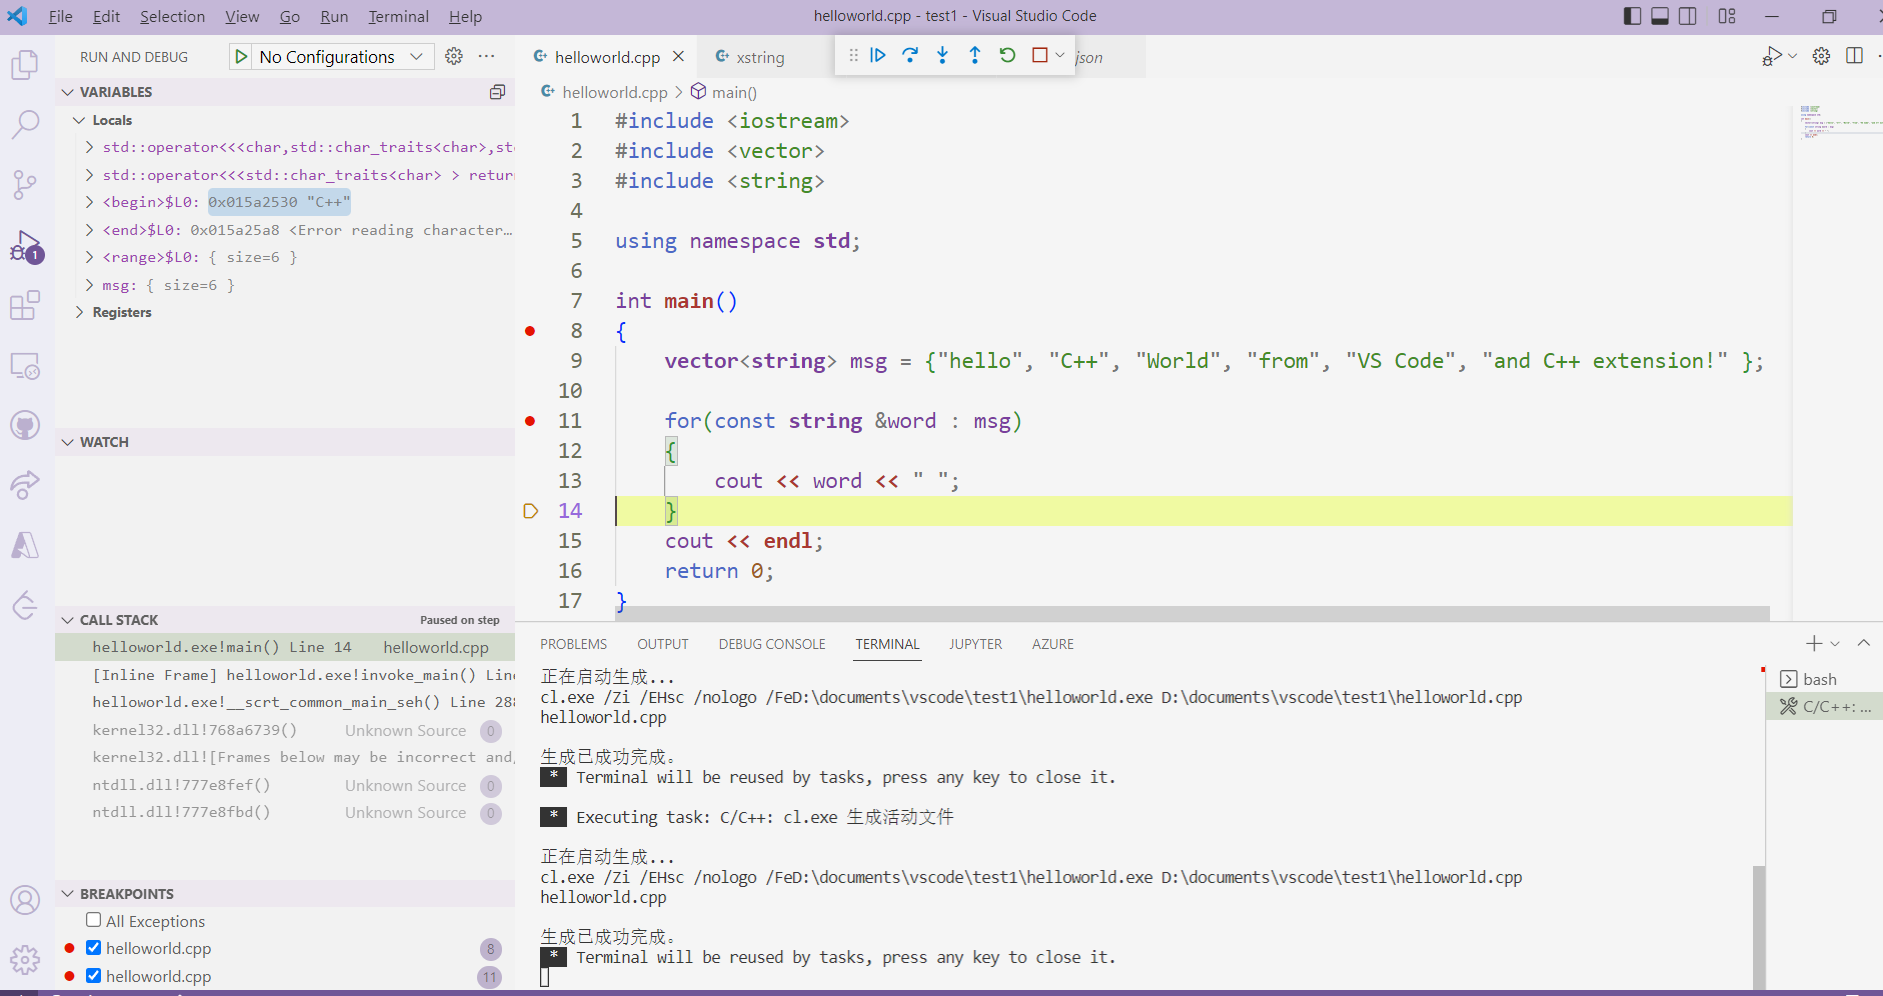 File Edit Selection View Go Run Terminal Help
helloworld.cpp - test1 - Visual Studio Code
RUN AND DEBUG
No Configurations
helloworld.cpp
xstring
json
VARIABLES
Locals
std::operator<<<char,std::char_traits<char>,st
std::operator<<<std::char_traits<char> > retur
<begin>$L0: 0x015a2530 "C++"
<end>$L0: 0x015a25a8 <Error reading character…
<range>$L0: { size=6 }
msg: { size=6 }
Registers
WATCH
CALL STACK
Paused on step
helloworld.exe!main() Line 14 helloworld.cpp
[Inline Frame] helloworld.exe!invoke_main() Lin
helloworld.exe!__scrt_common_main_seh() Line 28
kernel32.dll!768a6739() Unknown Source 0
kernel32.dll![Frames below may be incorrect and,
ntdll.dll!777e8fef() Unknown Source 0
ntdll.dll!777e8fbd() Unknown Source 0
BREAKPOINTS
All Exceptions
helloworld.cpp 8
helloworld.cpp 11
1
helloworld.cpp > main()
1 #include <iostream>
2 #include <vector>
3 #include <string>
4
5 using namespace std;
6
7 int main()
8 {
9 vector<string> msg = {"hello", "C++", "World", "from", "VS Code", "and C++ extension!" };
10
11 for(const string &word : msg)
12 {
13 cout << word << " ";
14 }
15 cout << endl;
16 return 0;
17 }
PROBLEMS OUTPUT DEBUG CONSOLE TERMINAL JUPYTER AZURE
正在启动生成...
cl.exe /Zi /EHsc /nologo /FeD:\documents\vscode\test1\helloworld.exe D:\documents\vscode\test1\helloworld.cpp
helloworld.cpp
生成已成功完成。
* Terminal will be reused by tasks, press any key to close it.
* Executing task: C/C++: cl.exe 生成活动文件
正在启动生成...
cl.exe /Zi /EHsc /nologo /FeD:\documents\vscode\test1\helloworld.exe D:\documents\vscode\test1\helloworld.cpp
helloworld.cpp
生成已成功完成。
* Terminal will be reused by tasks, press any key to close it.
bash
C/C++: ...